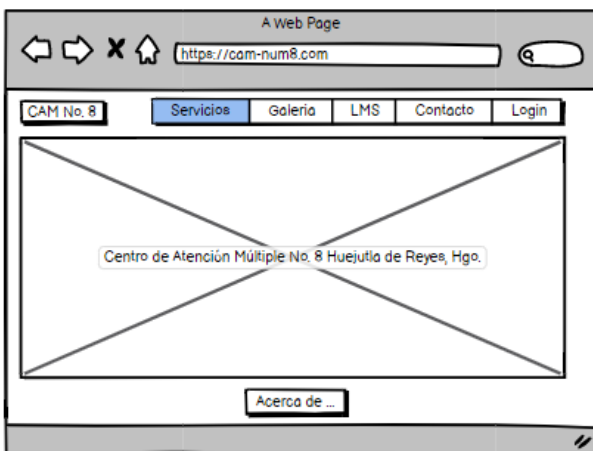 A Web Page
https://cam-num8.com
CAM No. 8
Servicios Galeria LMS Contacto Login
Centro de Atención Múltiple No. 8 Huejutla de Reyes, Hgo.
Acerca de ...